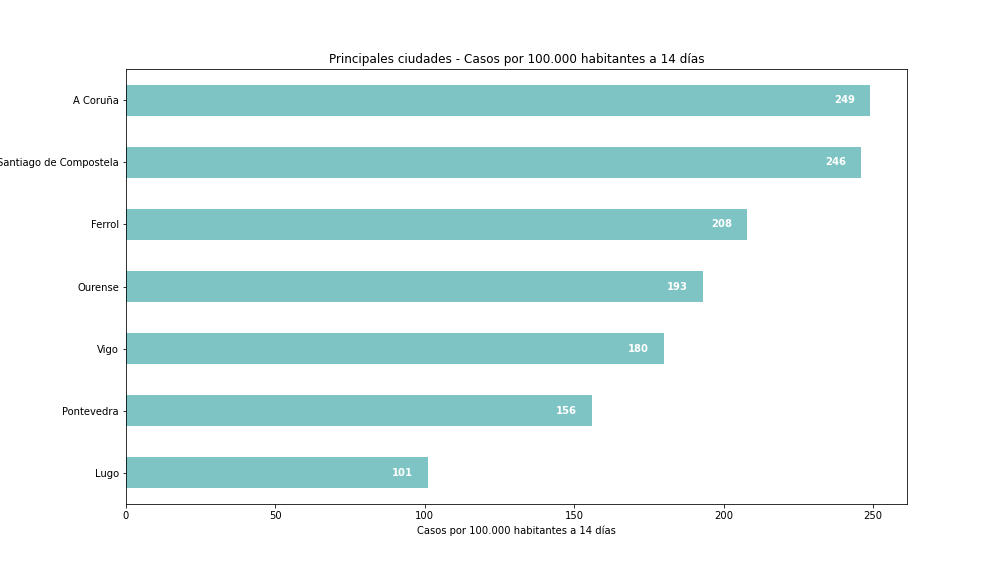 Principales ciudades - Casos por 100.000 habitantes a 14 días
A Coruña
249
Santiago de Compostela
246
Ferrol
208
Ourense
193
Vigo
180
Pontevedra
156
Lugo
101
0 50 100 150 200 250
Casos por 100.000 habitantes a 14 días